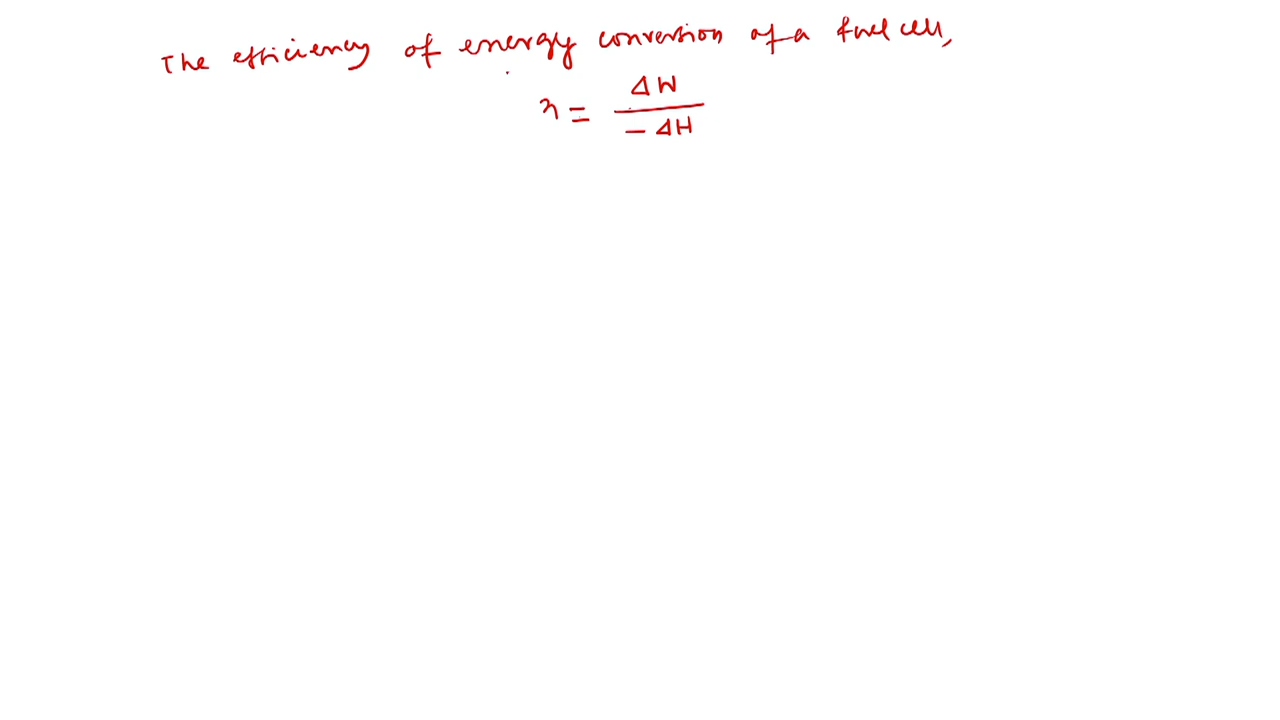 The efficiency of energy conversion of a fuel cell,
η = ΔW / -ΔH